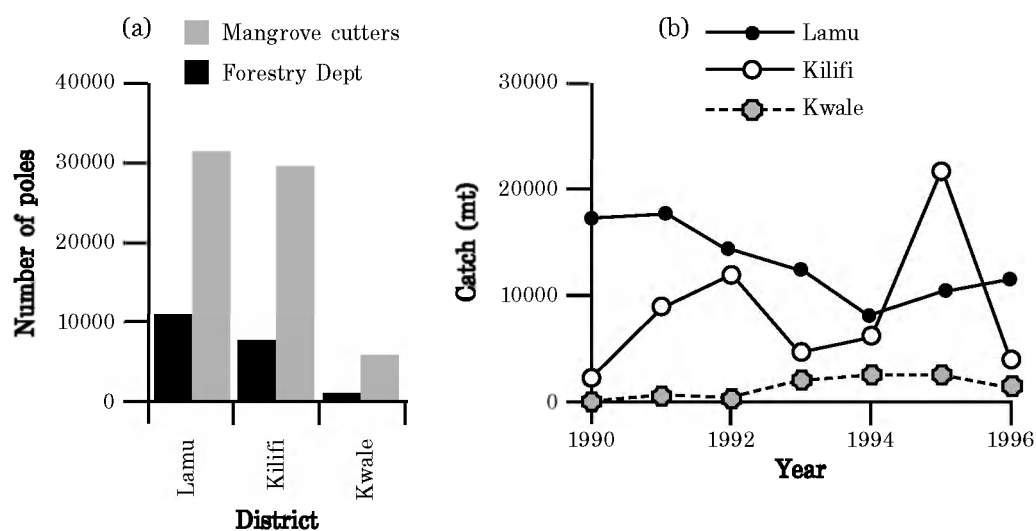 (a)
Mangrove cutters
Forestry Dept
40000
30000
20000
10000
0
Number of poles
Lamu
Kilifi
Kwale
District
(b)
Lamu
Kilifi
Kwale
30000
20000
10000
0
Catch (mt)
1990 1992 1994 1996
Year